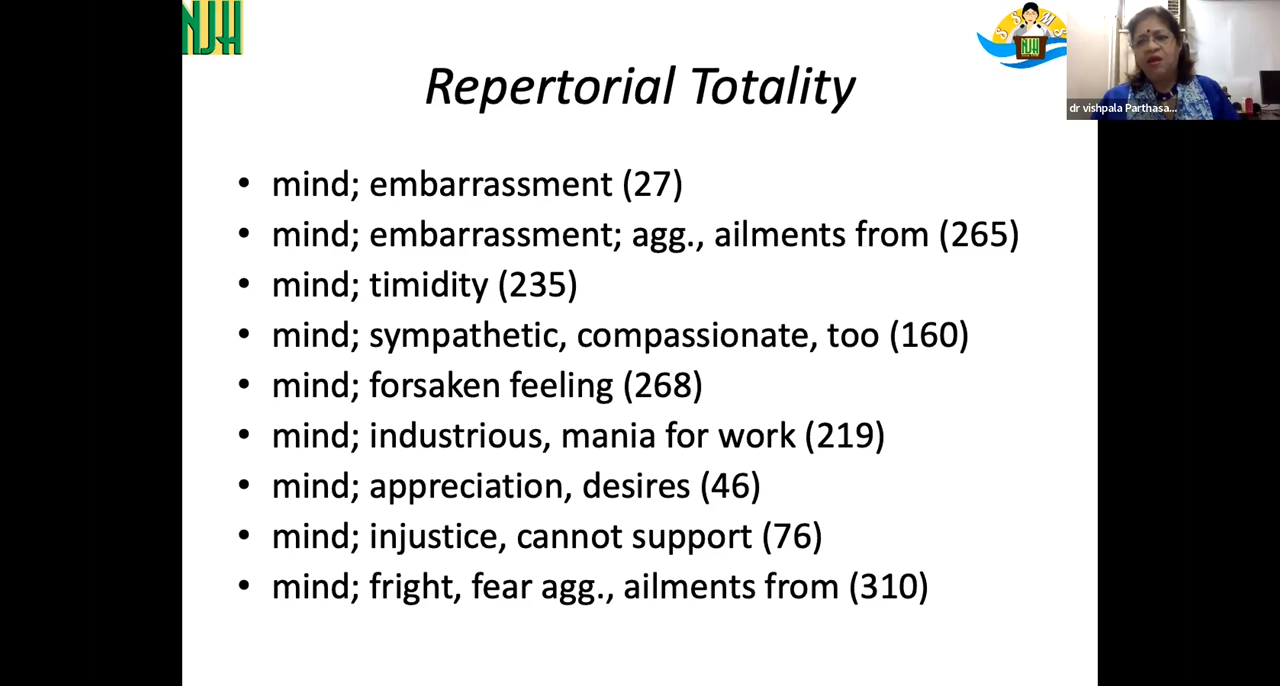 NJH
S S M S
NJH
dr vishpala Parthasa...
Repertorial Totality
• mind; embarrassment (27)
• mind; embarrassment; agg., ailments from (265)
• mind; timidity (235)
• mind; sympathetic, compassionate, too (160)
• mind; forsaken feeling (268)
• mind; industrious, mania for work (219)
• mind; appreciation, desires (46)
• mind; injustice, cannot support (76)
• mind; fright, fear agg., ailments from (310)